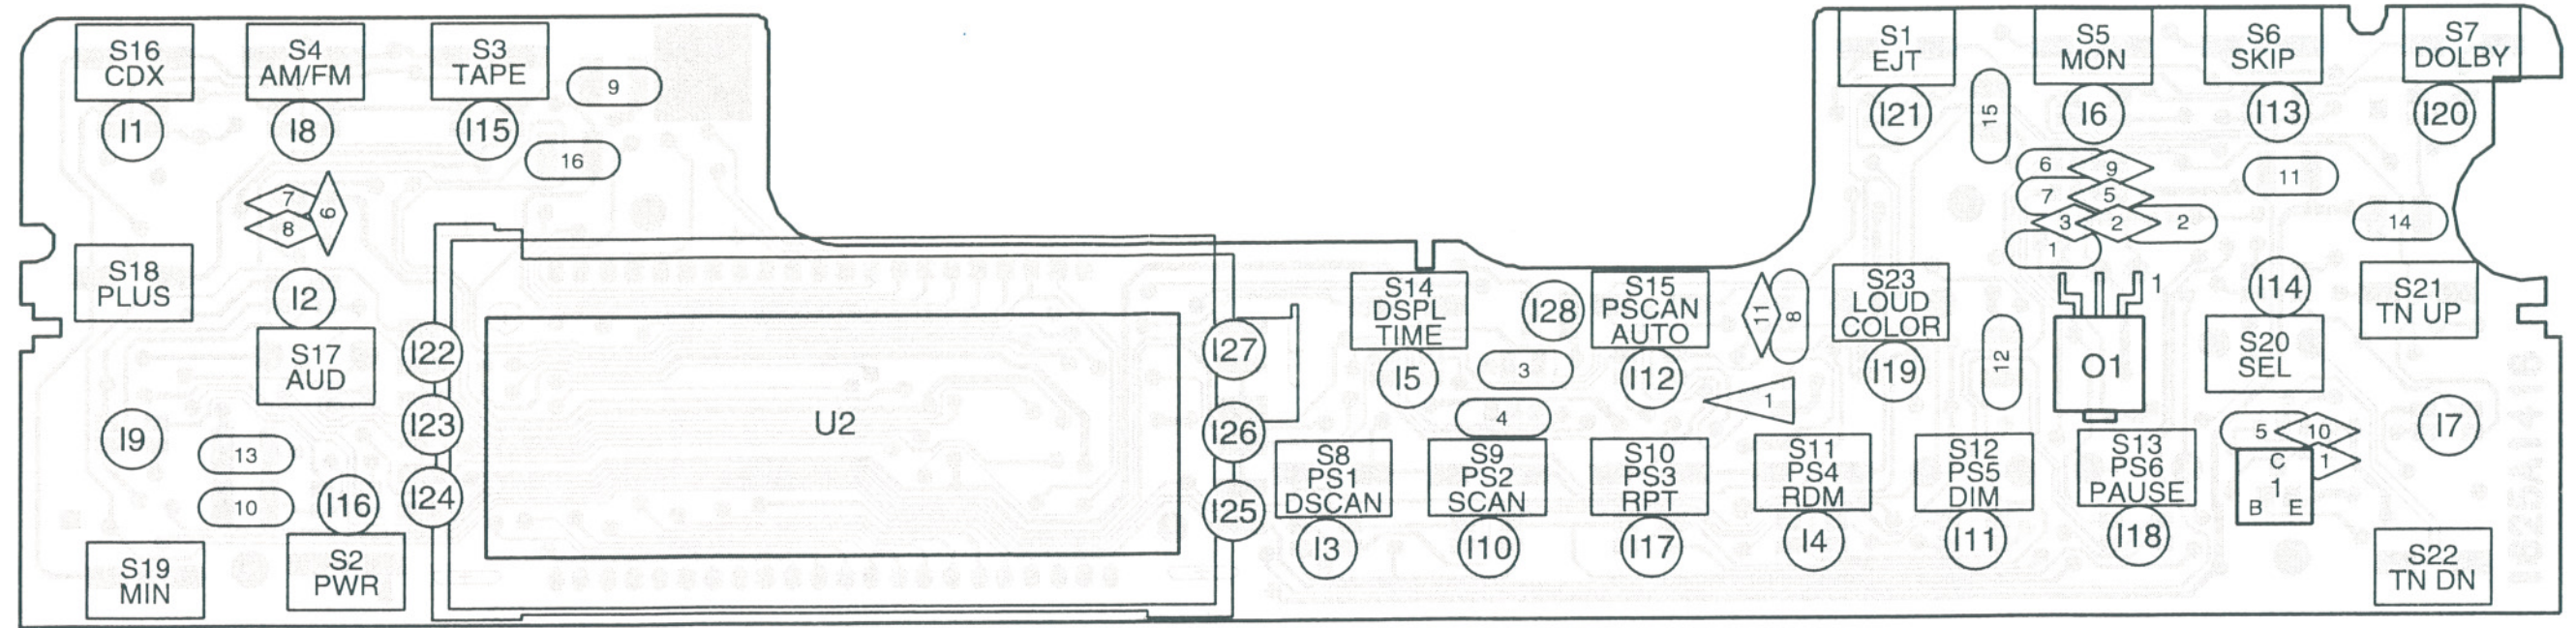 S16
CDX
S4
AM/FM
S3
TAPE
9
I1
I8
I15
16
7
8
6
S18
PLUS
I2
S17
AUD
I22
I23
I24
I9
13
10
I16
S19
MIN
S2
PWR
U2
I27
I26
I25
S14
DSPL
TIME
I5
I28
3
4
S15
PSCAN
AUTO
I12
11
8
1
S8
PS1
DSCAN
I3
S9
PS2
SCAN
I10
S10
PS3
RPT
I17
S11
PS4
RDM
I4
S12
PS5
DIM
I11
S13
PS6
PAUSE
I18
S1
EJT
I21
15
S5
MON
I6
S6
SKIP
I13
S7
DOLBY
I20
6
9
7
5
3
2
2
1
11
14
S23
LOUD
COLOR
I19
12
1
O1
I14
S20
SEL
S21
TN UP
5
10
1
C
1
B E
I7
S22
TN DN